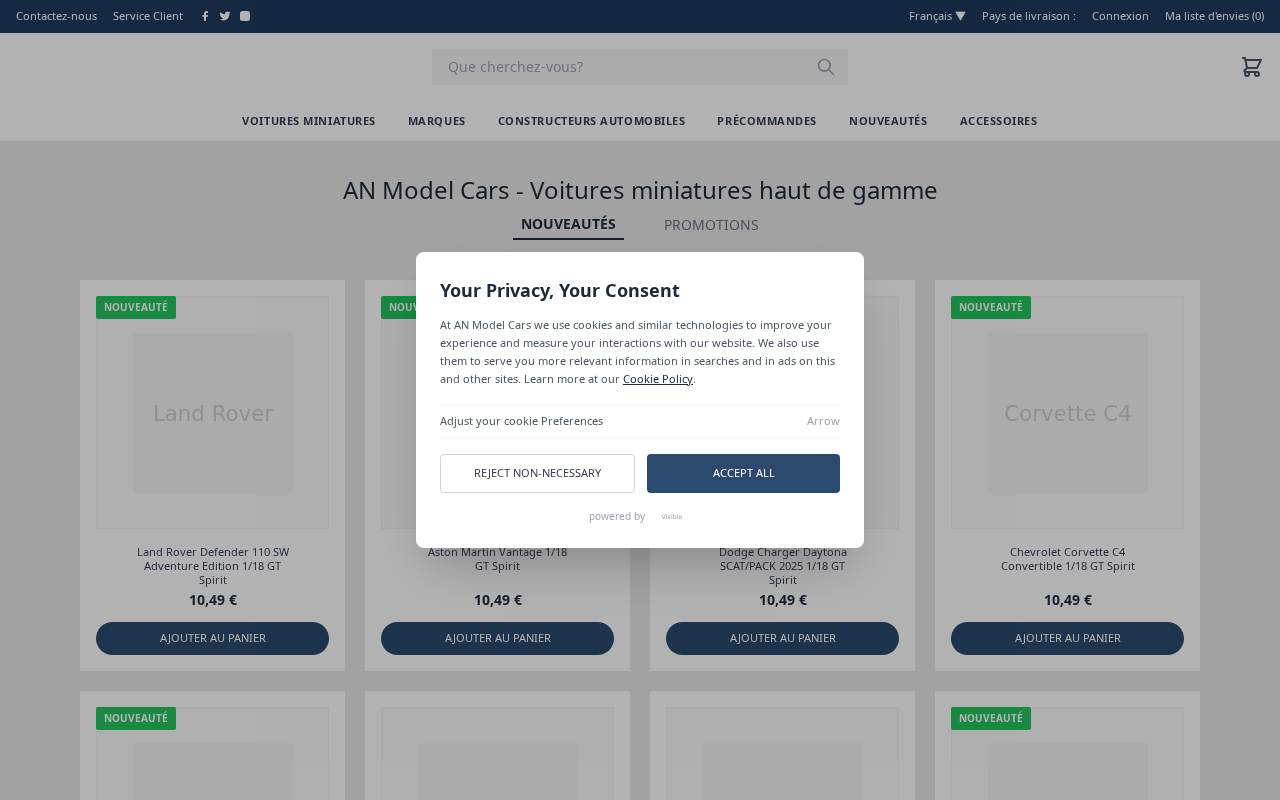 Contactez-nous Service Client Français ▼ Pays de livraison : Connexion Ma liste d'envies (0)
Que cherchez-vous?
VOITURES MINIATURES MARQUES CONSTRUCTEURS AUTOMOBILES PRÉCOMMANDES NOUVEAUTÉS ACCESSOIRES
AN Model Cars - Voitures miniatures haut de gamme
NOUVEAUTÉS PROMOTIONS
Your Privacy, Your Consent
At AN Model Cars we use cookies and similar technologies to improve your
experience and measure your interactions with our website. We also use
them to serve you more relevant information in searches and in ads on this
and other sites. Learn more at our Cookie Policy.
Adjust your cookie Preferences Arrow
REJECT NON-NECESSARY ACCEPT ALL
powered by Visible
NOUVEAUTÉ
Land Rover
Land Rover Defender 110 SW
Adventure Edition 1/18 GT
Spirit
10,49 €
AJOUTER AU PANIER
Aston Martin Vantage 1/18
GT Spirit
10,49 €
AJOUTER AU PANIER
Dodge Charger Daytona
SCAT/PACK 2025 1/18 GT
Spirit
10,49 €
AJOUTER AU PANIER
NOUVEAUTÉ
Corvette C4
Chevrolet Corvette C4
Convertible 1/18 GT Spirit
10,49 €
AJOUTER AU PANIER
NOUVEAUTÉ
NOUVEAUTÉ